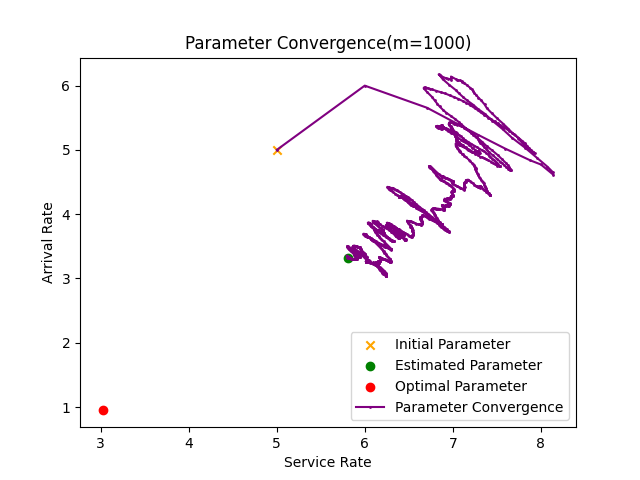 Parameter Convergence(m=1000)
Arrival Rate
6
5
4
3
2
1
Initial Parameter
Estimated Parameter
Optimal Parameter
Parameter Convergence
3 4 5 6 7 8
Service Rate